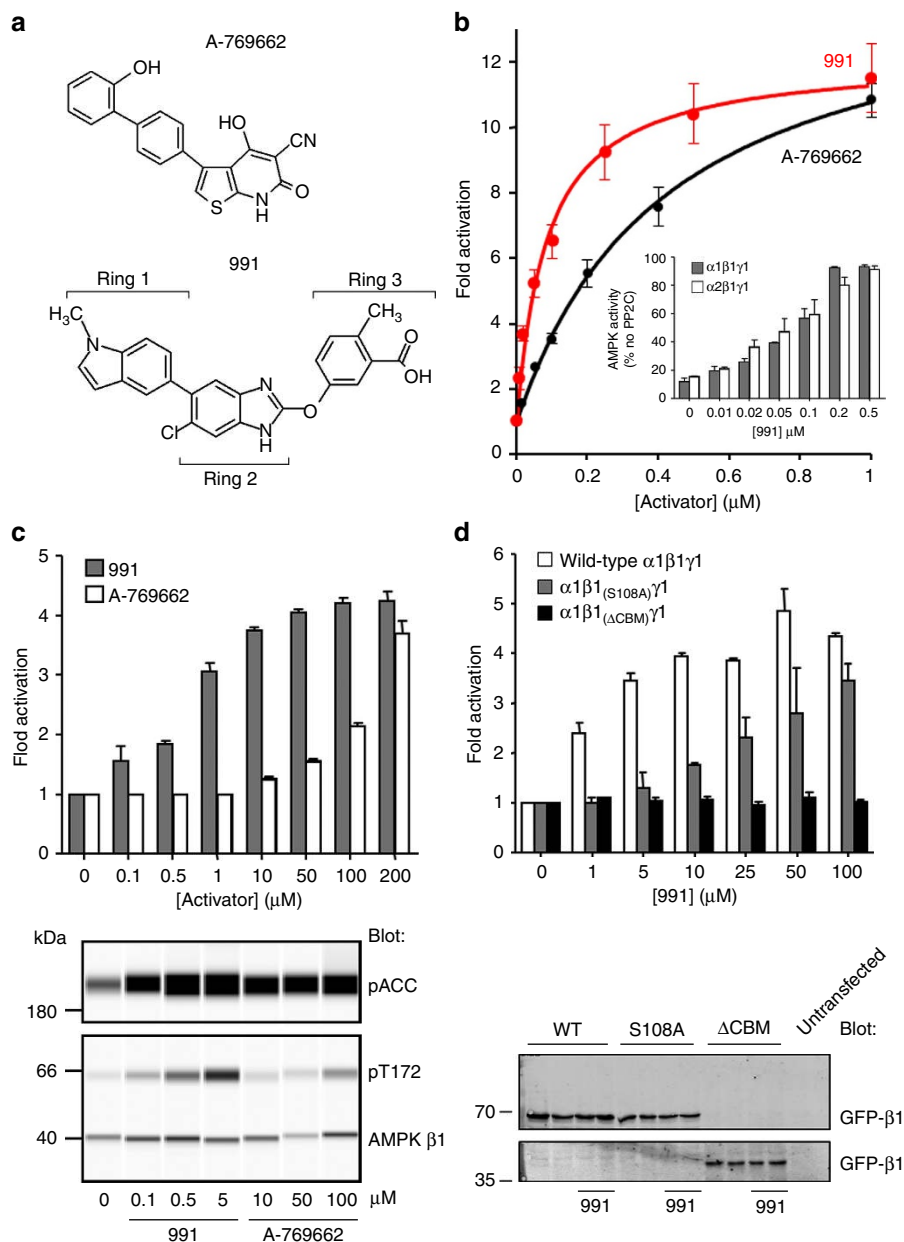 a
A-769662
OH
HO
CN
S
N
H
O
991
Ring 1
Ring 3
H3C
N
CH3
O
OH
N
O
Cl
N
H
Ring 2
b
12
10
8
6
4
2
0
Fold activation
991
A-769662
0
0.2
0.4
0.6
0.8
1
[Activator] (μM)
100
80
60
40
20
0
AMPK activity
(% no PP2C)
α1β1γ1
α2β1γ1
0 0.01 0.02 0.05 0.1 0.2 0.5
[991] μM
c
5
4
3
2
1
0
Flod activation
991
A-769662
0 0.1 0.5 1 10 50 100 200
[Activator] (μM)
kDa
Blot:
180
pACC
66
pT172
40
AMPK β1
0 0.1 0.5 5 10 50 100 μM
991 A-769662
d
6
5
4
3
2
1
0
Fold activation
Wild-type α1β1γ1
α1β1(S108A)γ1
α1β1(ΔCBM)γ1
0 1 5 10 25 50 100
[991] (μM)
WT S108A ΔCBM Untransfected Blot:
70
GFP-β1
35
GFP-β1
991 991 991